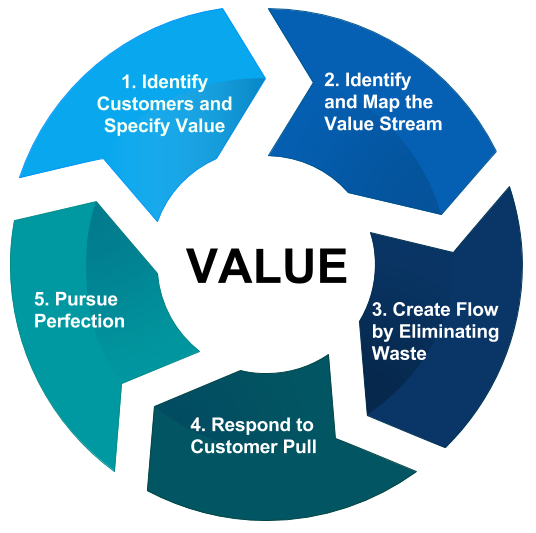 1. Identify
Customers and
Specify Value
2. Identify
and Map the
Value Stream
3. Create Flow
by Eliminating
Waste
4. Respond to
Customer Pull
5. Pursue
Perfection
VALUE